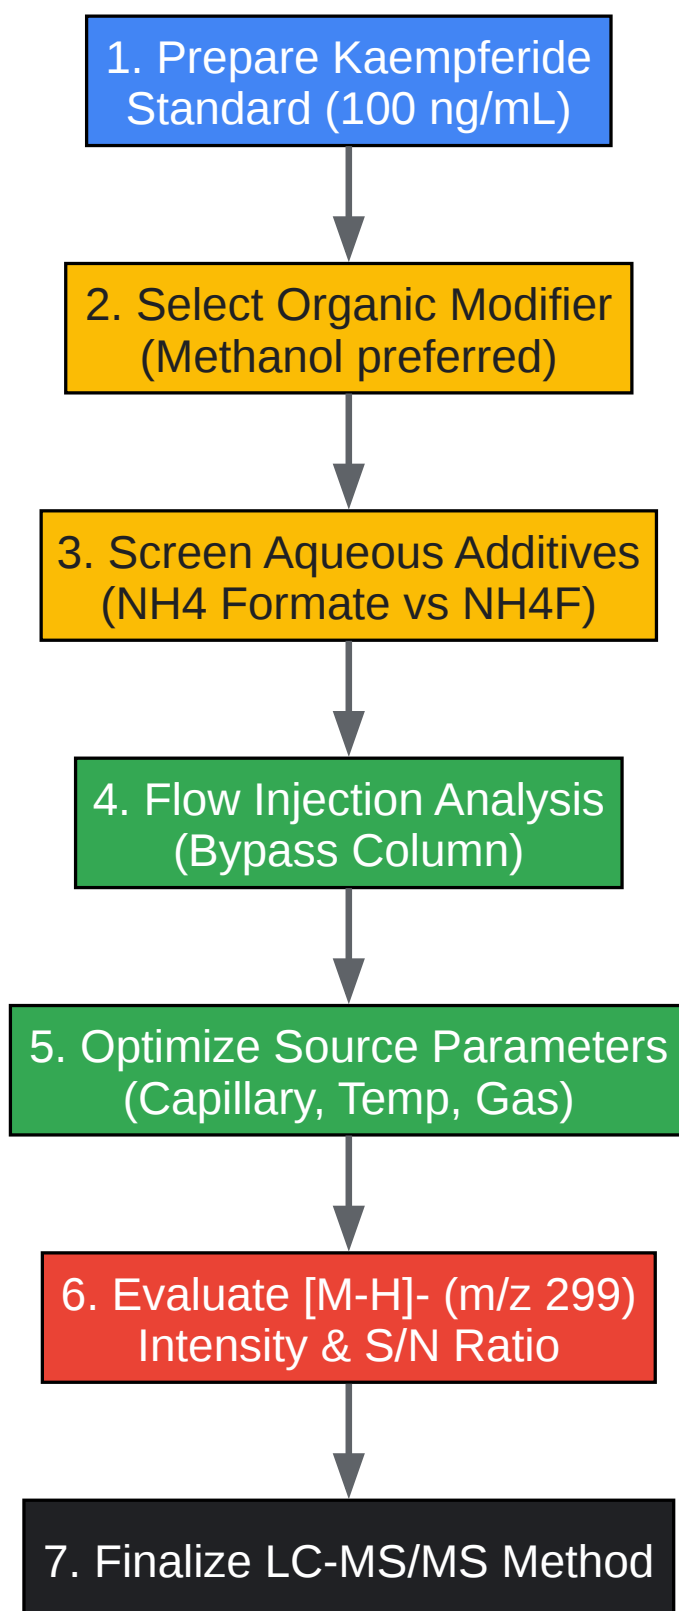 1. Prepare Kaempferide
Standard (100 ng/mL)
2. Select Organic Modifier
(Methanol preferred)
3. Screen Aqueous Additives
(NH4 Formate vs NH4F)
4. Flow Injection Analysis
(Bypass Column)
5. Optimize Source Parameters
(Capillary, Temp, Gas)
6. Evaluate [M-H]- (m/z 299)
Intensity & S/N Ratio
7. Finalize LC-MS/MS Method